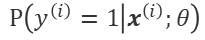 P(y^{(i)} = 1|𝒙^{(i)}; θ)